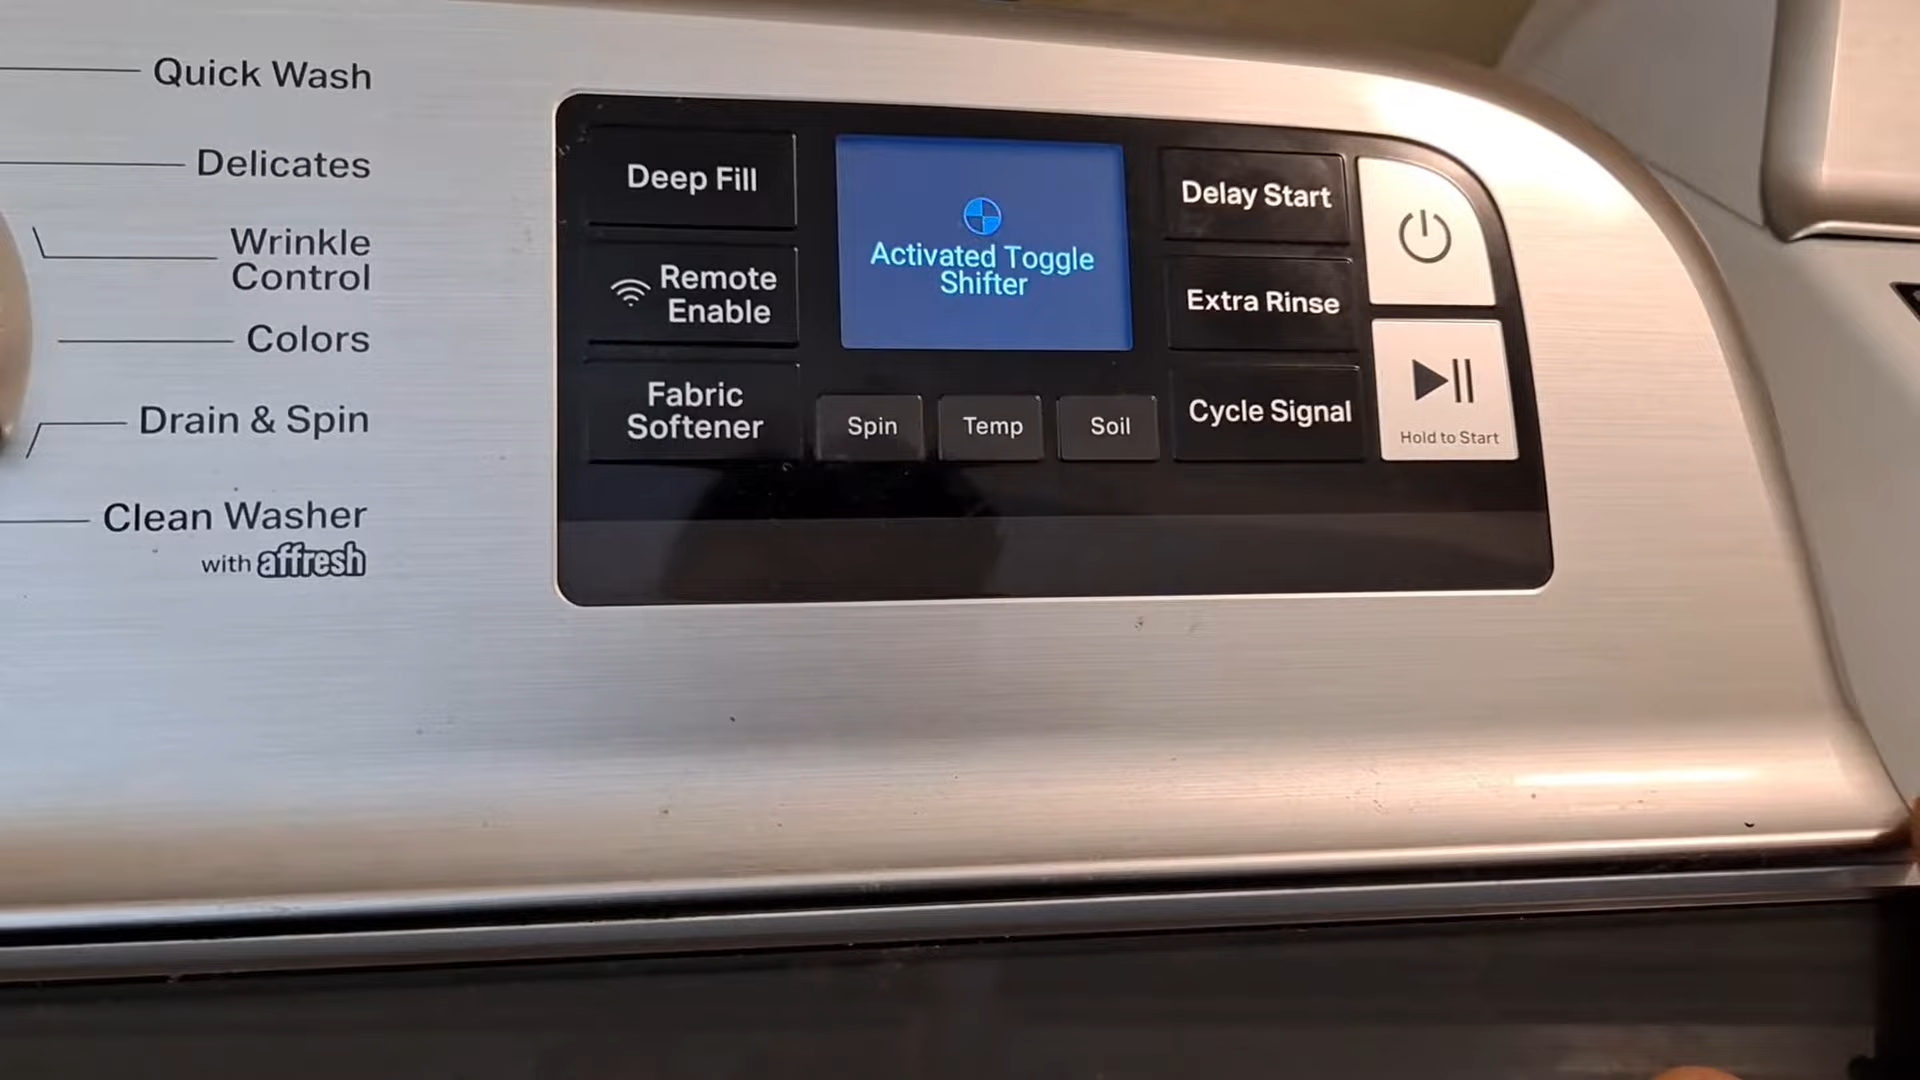 Quick Wash
Delicates
Wrinkle
Control
Colors
Drain & Spin
Clean Washer
with affresh
Deep Fill
Remote
Enable
Fabric
Softener
Activated Toggle
Shifter
Spin
Temp
Soil
Delay Start
Extra Rinse
Cycle Signal
Hold to Start